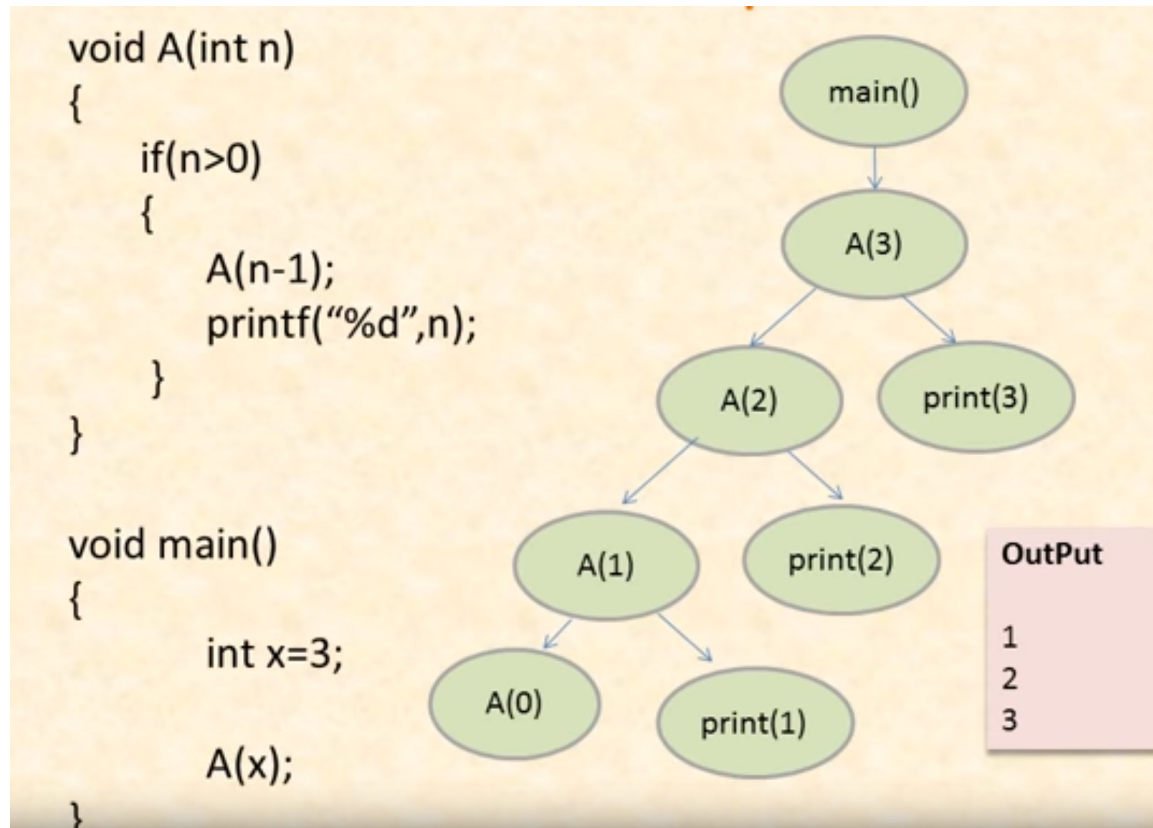 void A(int n)
{
if(n>0)
{
A(n-1);
printf(“%d”,n);
}
}
void main()
{
int x=3;
A(x);
}
main()
A(3)
A(2)
print(3)
A(1)
print(2)
A(0)
print(1)
OutPut
1
2
3